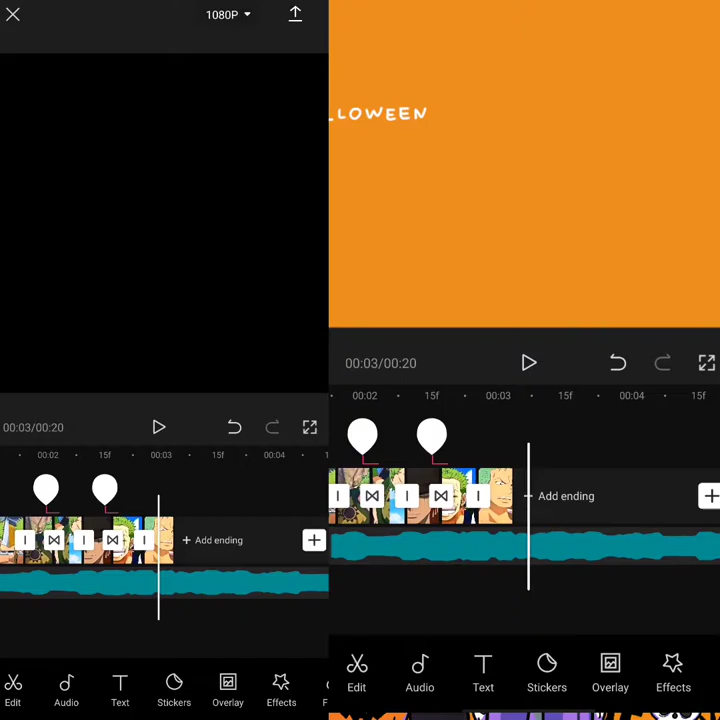 1080P
LLOWEEN
00:03/00:20
00:02 15f 00:03 15f 00:04
Add ending
Edit Audio Text Stickers Overlay Effects
00:03/00:20
00:02 15f 00:03 15f 00:04 15f
Add ending
Edit Audio Text Stickers Overlay Effects